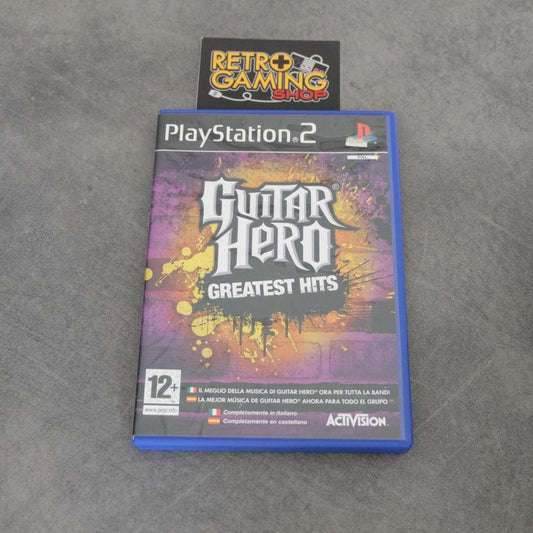 RETRO
GAMING
SHOP
PlayStation®2
PAL
GUITAR®
HERO
GREATEST HITS
12+
www.pegi.info
IL MEGLIO DELLA MUSICA DI GUITAR HERO® ORA PER TUTTA LA BAND!
LA MEJOR MÚSICA DE GUITAR HERO® AHORA PARA TODO EL GRUPO
Completamente in italiano
Completamente en castellano
ACTIVISION